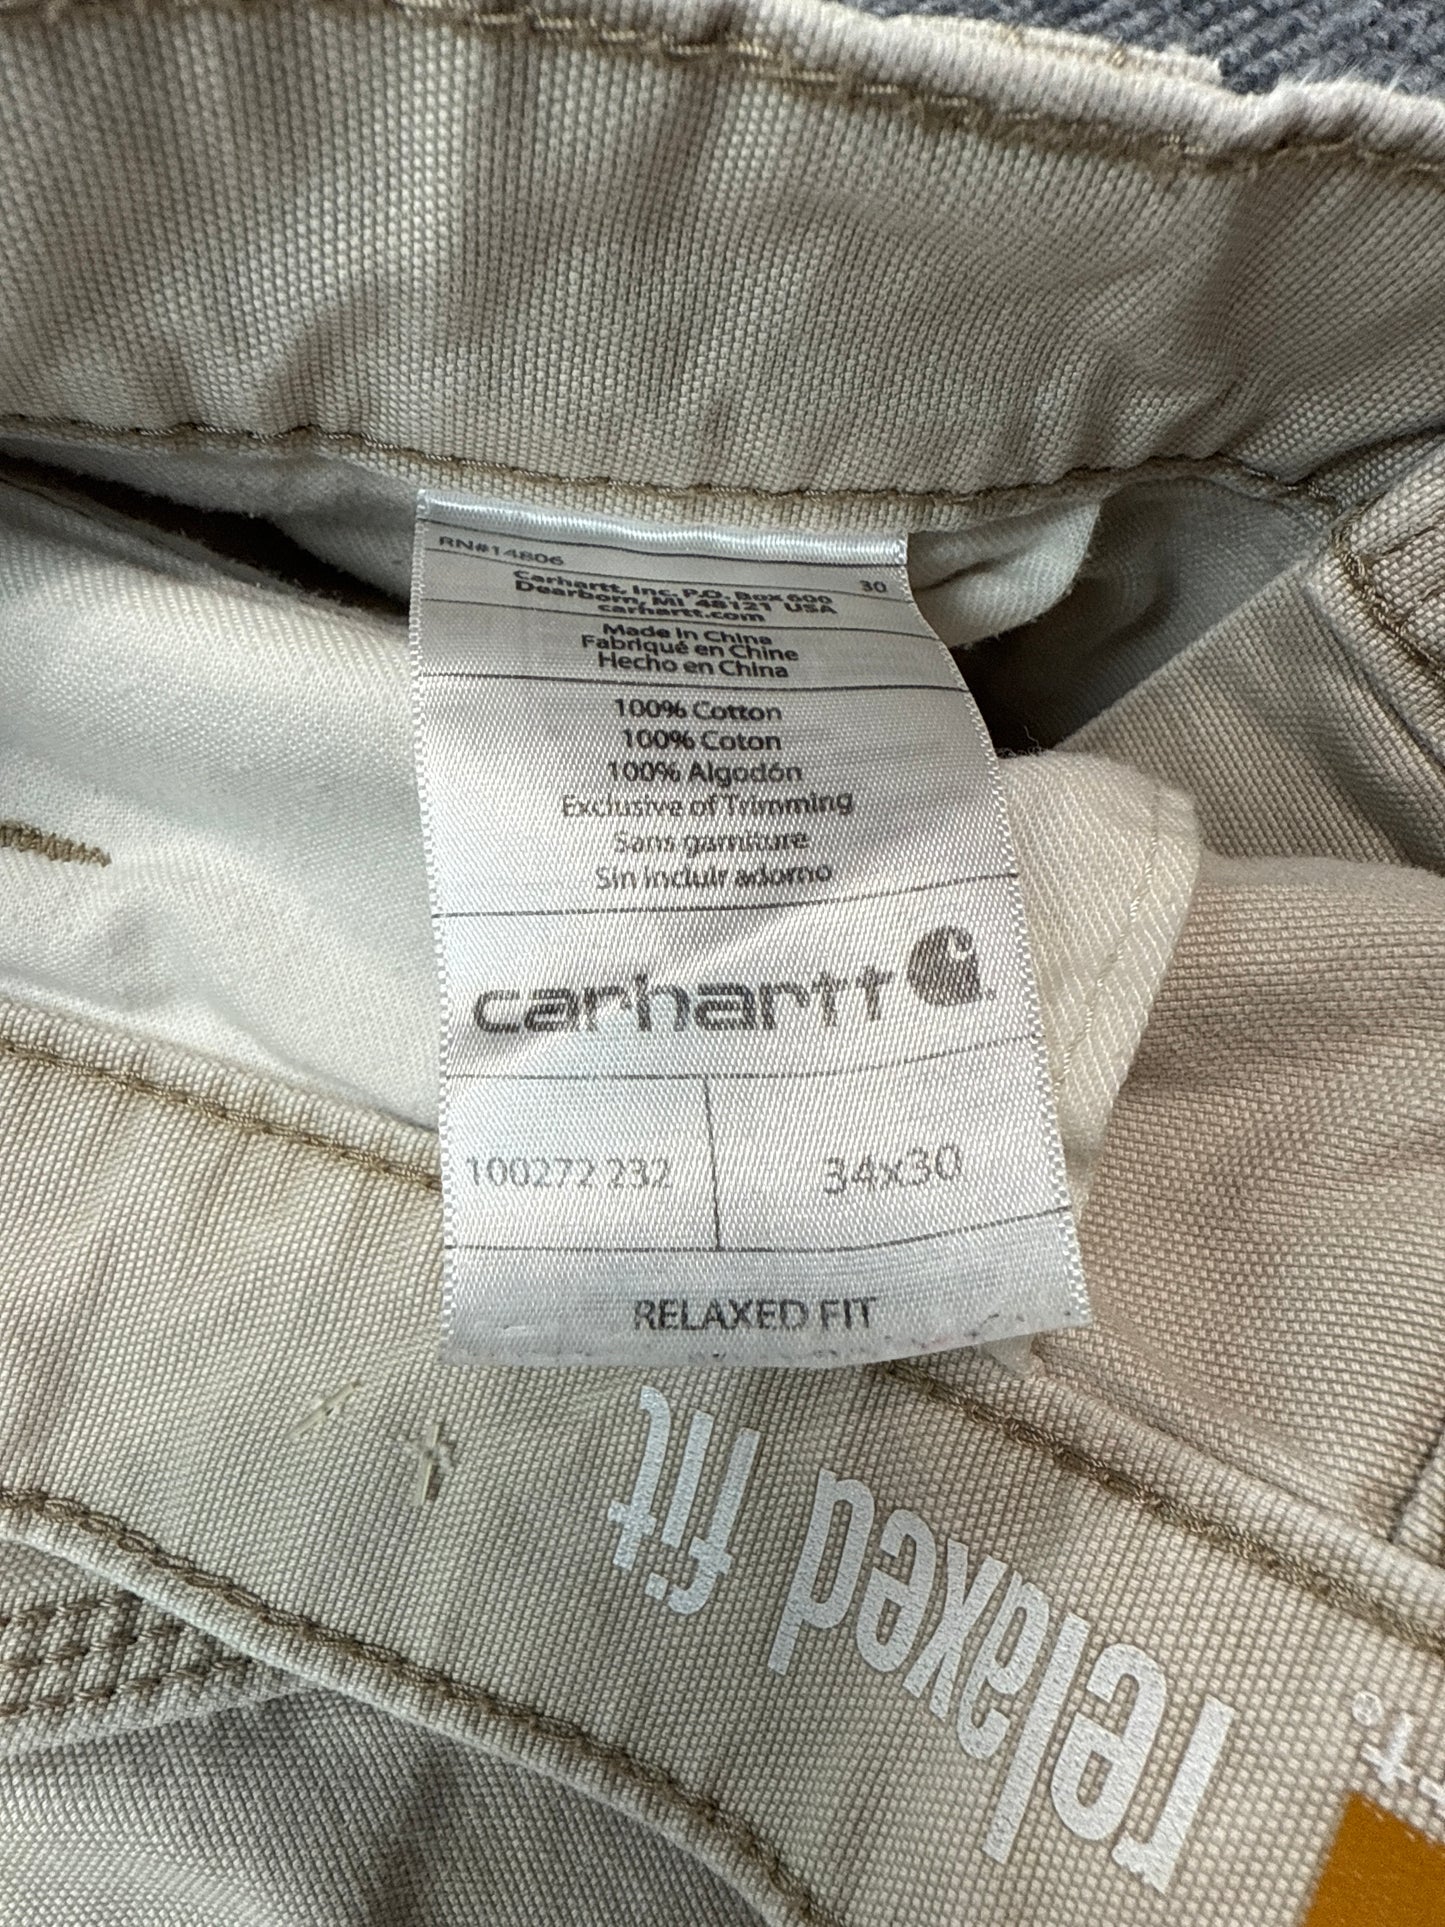 RN#14806
30
Carhartt, Inc. P.O. Box 600
Dearborn, MI 48121 USA
carhartt.com
Made in China
Fabriqué en Chine
Hecho en China
100% Cotton
100% Coton
100% Algodón
Exclusive of Trimming
Sans garniture
Sin incluir adorno
carhartt
100272 232
34x30
RELAXED FIT
relaxed fit